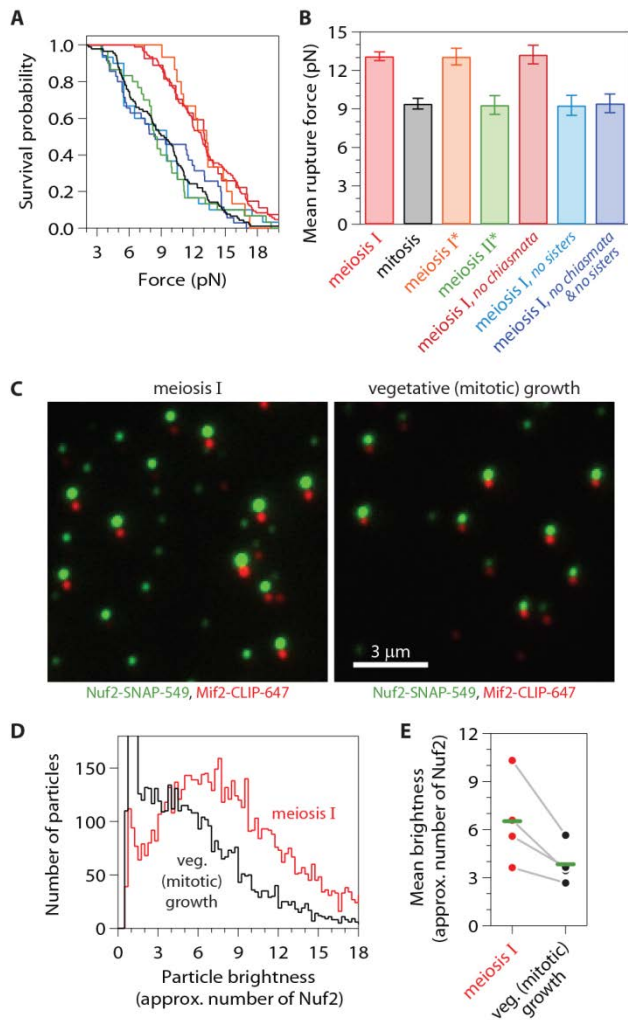 A
Survival probability
1.0
0.8
0.6
0.4
0.2
0.0
3 6 9 12 15 18
Force (pN)
B
Mean rupture force (pN)
15
12
9
6
3
0
meiosis I
mitosis
meiosis I*
meiosis II*
meiosis I, no chiasmata
meiosis I, no sisters
meiosis I, no chiasmata
& no sisters
C
meiosis I
vegetative (mitotic) growth
3 µm
Nuf2-SNAP-549, Mif2-CLIP-647
Nuf2-SNAP-549, Mif2-CLIP-647
D
Number of particles
150
100
50
0
meiosis I
veg.
(mitotic)
growth
0 3 6 9 12 15 18
Particle brightness
(approx. number of Nuf2)
E
Mean brightness
(approx. number of Nuf2)
12
9
6
3
0
meiosis I
veg. (mitotic)
growth